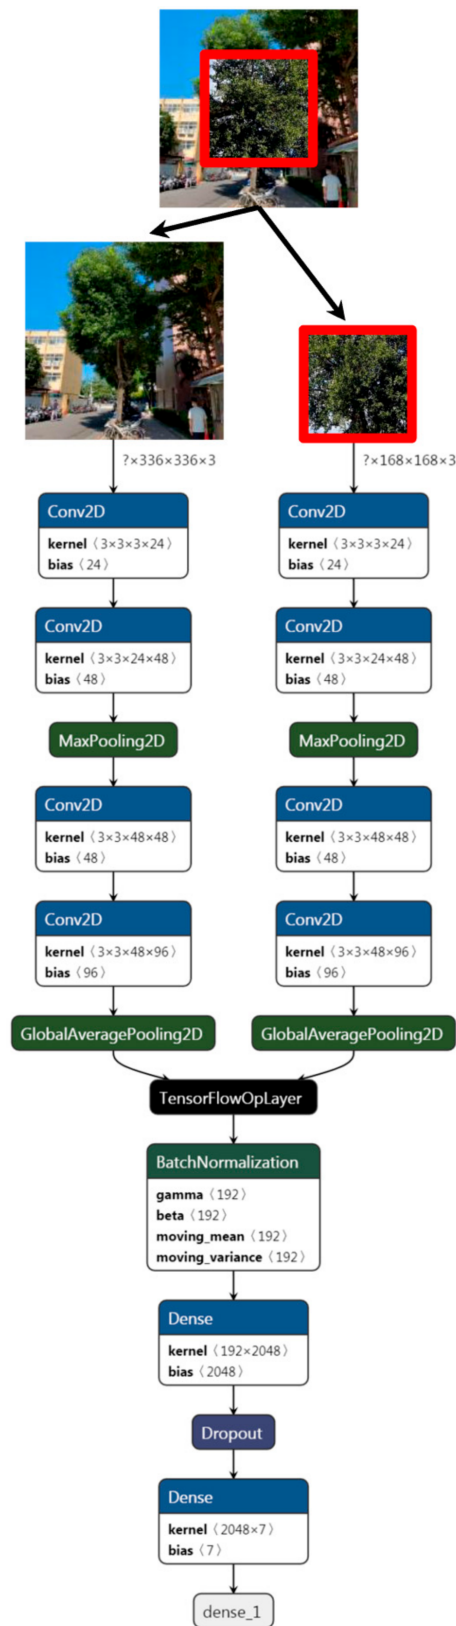 ?×336×336×3
?×168×168×3
Conv2D
kernel ⟨3×3×3×24⟩
bias ⟨24⟩
Conv2D
kernel ⟨3×3×3×24⟩
bias ⟨24⟩
Conv2D
kernel ⟨3×3×24×48⟩
bias ⟨48⟩
Conv2D
kernel ⟨3×3×24×48⟩
bias ⟨48⟩
MaxPooling2D
MaxPooling2D
Conv2D
kernel ⟨3×3×48×48⟩
bias ⟨48⟩
Conv2D
kernel ⟨3×3×48×48⟩
bias ⟨48⟩
Conv2D
kernel ⟨3×3×48×96⟩
bias ⟨96⟩
Conv2D
kernel ⟨3×3×48×96⟩
bias ⟨96⟩
GlobalAveragePooling2D
GlobalAveragePooling2D
TensorFlowOpLayer
BatchNormalization
gamma ⟨192⟩
beta ⟨192⟩
moving_mean ⟨192⟩
moving_variance ⟨192⟩
Dense
kernel ⟨192×2048⟩
bias ⟨2048⟩
Dropout
Dense
kernel ⟨2048×7⟩
bias ⟨7⟩
dense_1